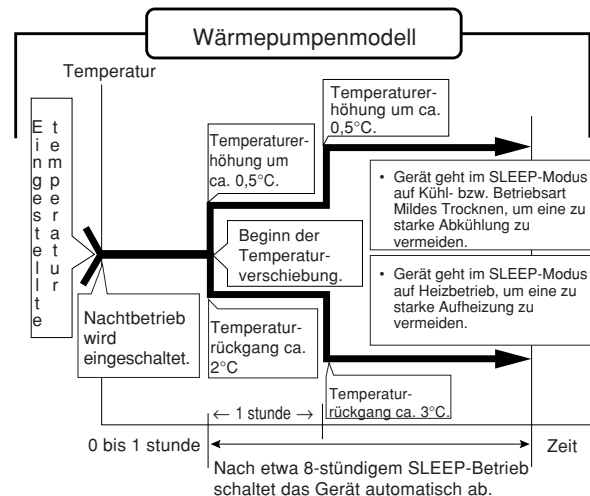 Wärmepumpenmodell
Temperatur
Eingestellte
temperatur
Temperaturer-
höhung um
ca. 0,5°C.
Temperaturer-
höhung um ca.
0,5°C.
• Gerät geht im SLEEP-Modus
auf Kühl- bzw. Betriebsart
Mildes Trocknen, um eine zu
starke Abkühlung zu
vermeiden.
Beginn der
Temperatur-
verschiebung.
• Gerät geht im SLEEP-Modus
auf Heizbetrieb, um eine zu
starke Aufheizung zu
vermeiden.
Nachtbetrieb
wird
eingeschaltet.
Temperatur-
rückgang ca.
2°C
Temperatur-
rückgang ca. 3°C.
← 1 stunde →
0 bis 1 stunde
Zeit
Nach etwa 8-stündigem SLEEP-Betrieb
schaltet das Gerät automatisch ab.